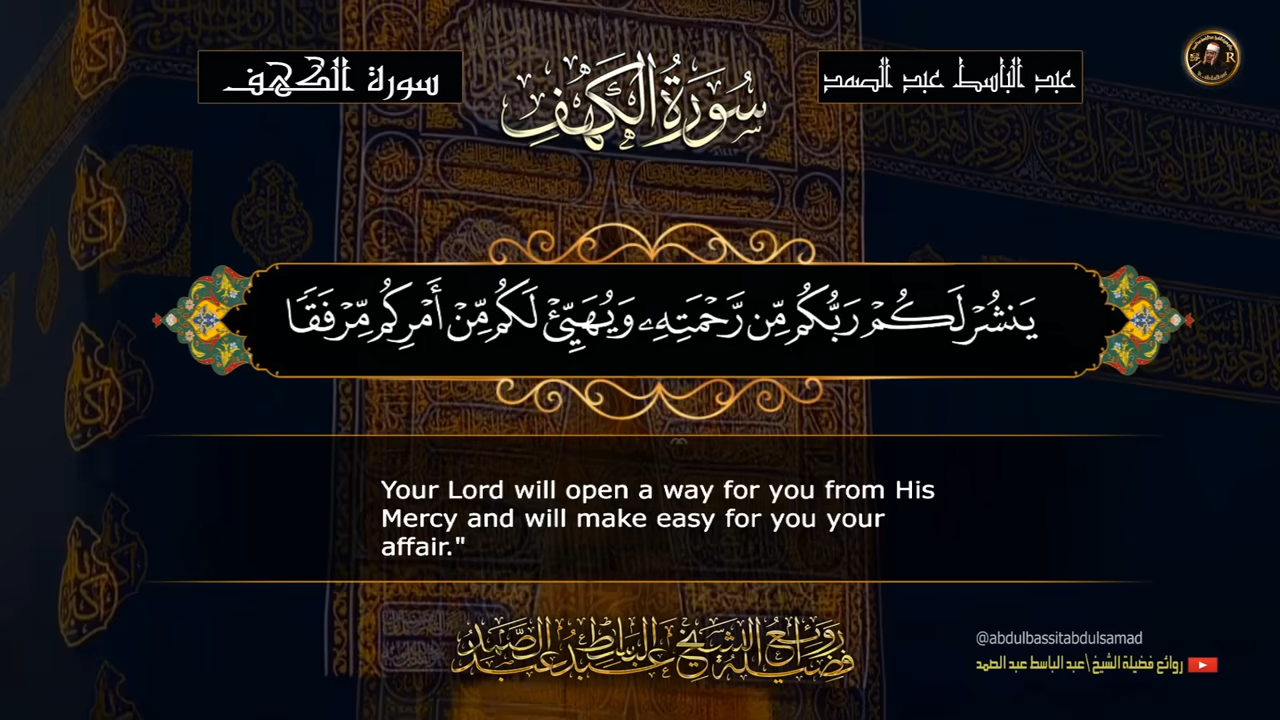 سورة الكهف
سُورَةُ الكَهْفِ
عبد الباسط عبد الصمد
R
يَنشُرۡ لَكُمۡ رَبُّكُم مِّن رَّحۡمَتِهِۦ وَيُهَيِّئۡ لَكُم مِّنۡ أَمۡرِكُم مِّرۡفَقٗا
Your Lord will open a way for you from His
Mercy and will make easy for you your
affair."
روائع فضيلة الشيخ عبد الباسط عبد الصمد
@abdulbassitabdulsamad
روائع فضيلة الشيخ \عبد الباسط عبد الصمد